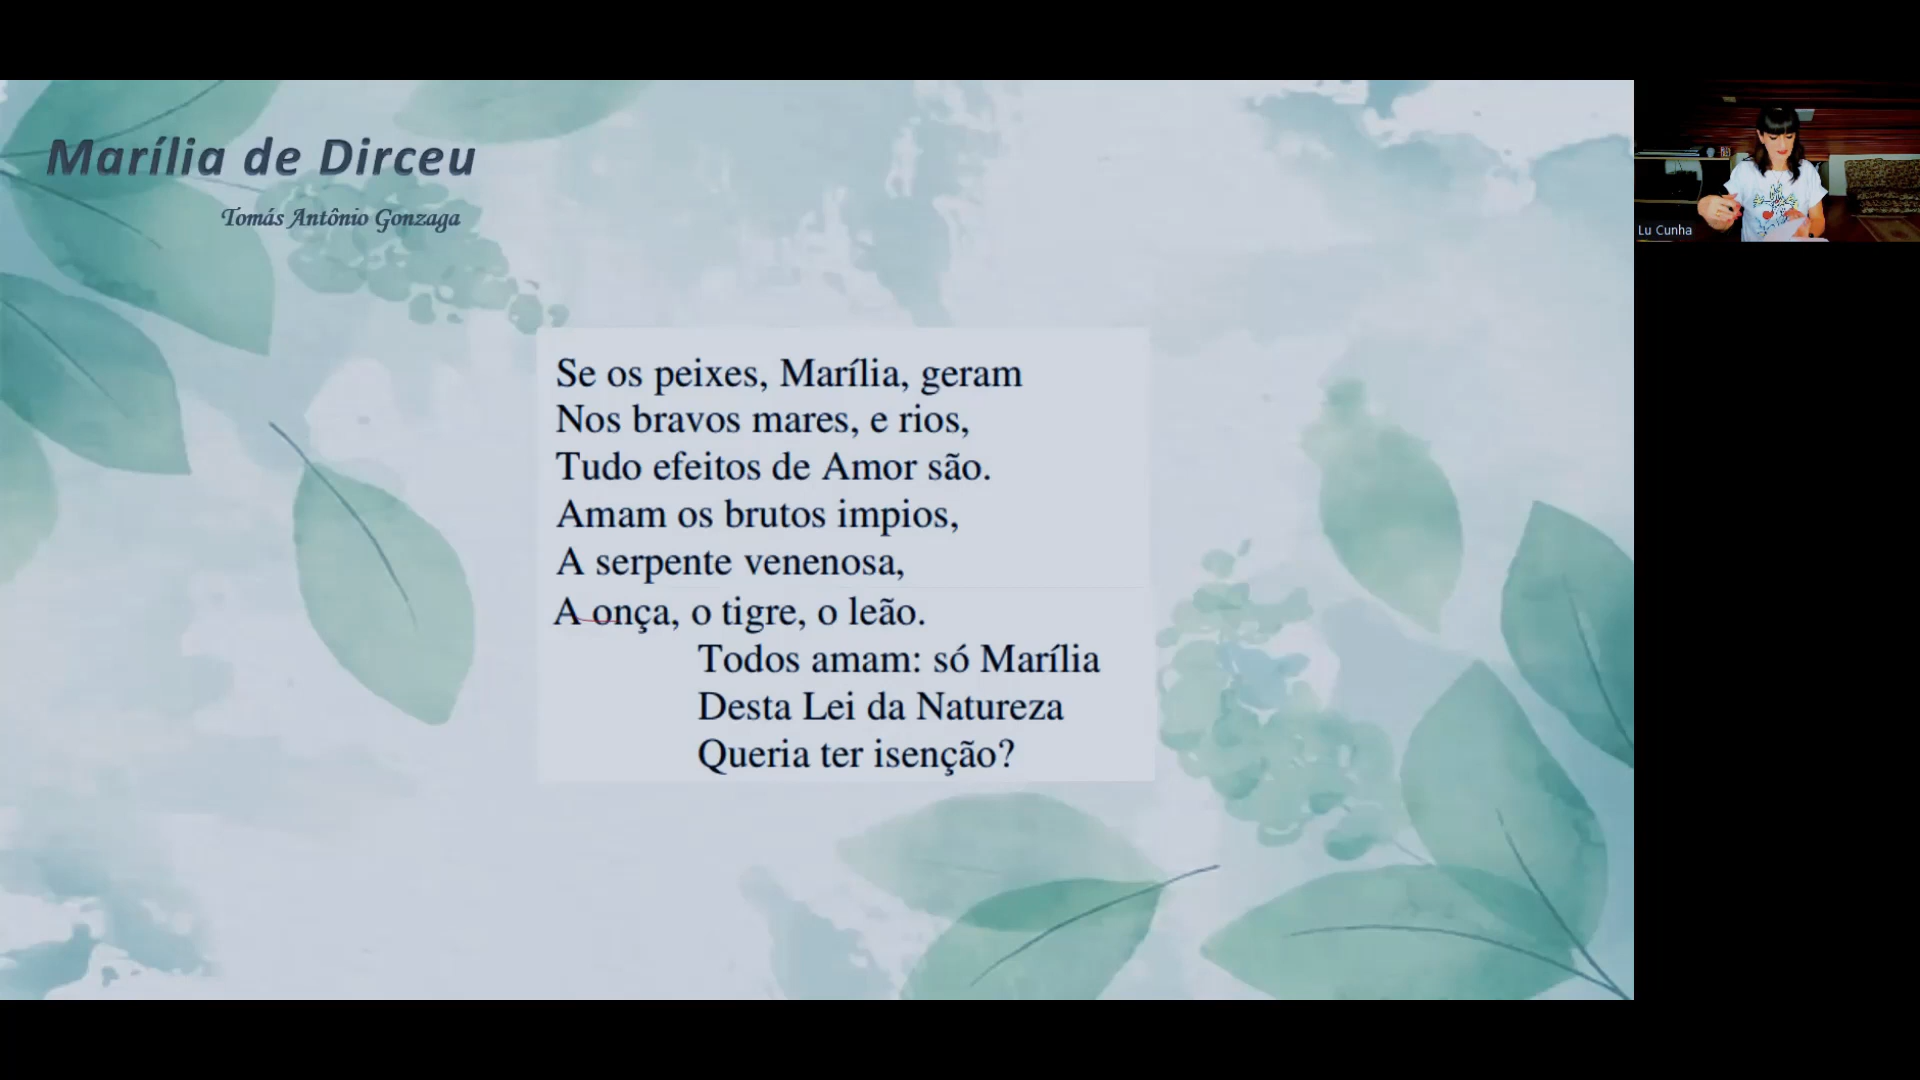 Marília de Dirceu
Tomás Antônio Gonzaga
Se os peixes, Marília, geram
Nos bravos mares, e rios,
Tudo efeitos de Amor são.
Amam os brutos impios,
A serpente venenosa,
A onça, o tigre, o leão.
Todos amam: só Marília
Desta Lei da Natureza
Queria ter isenção?
Lu Cunha